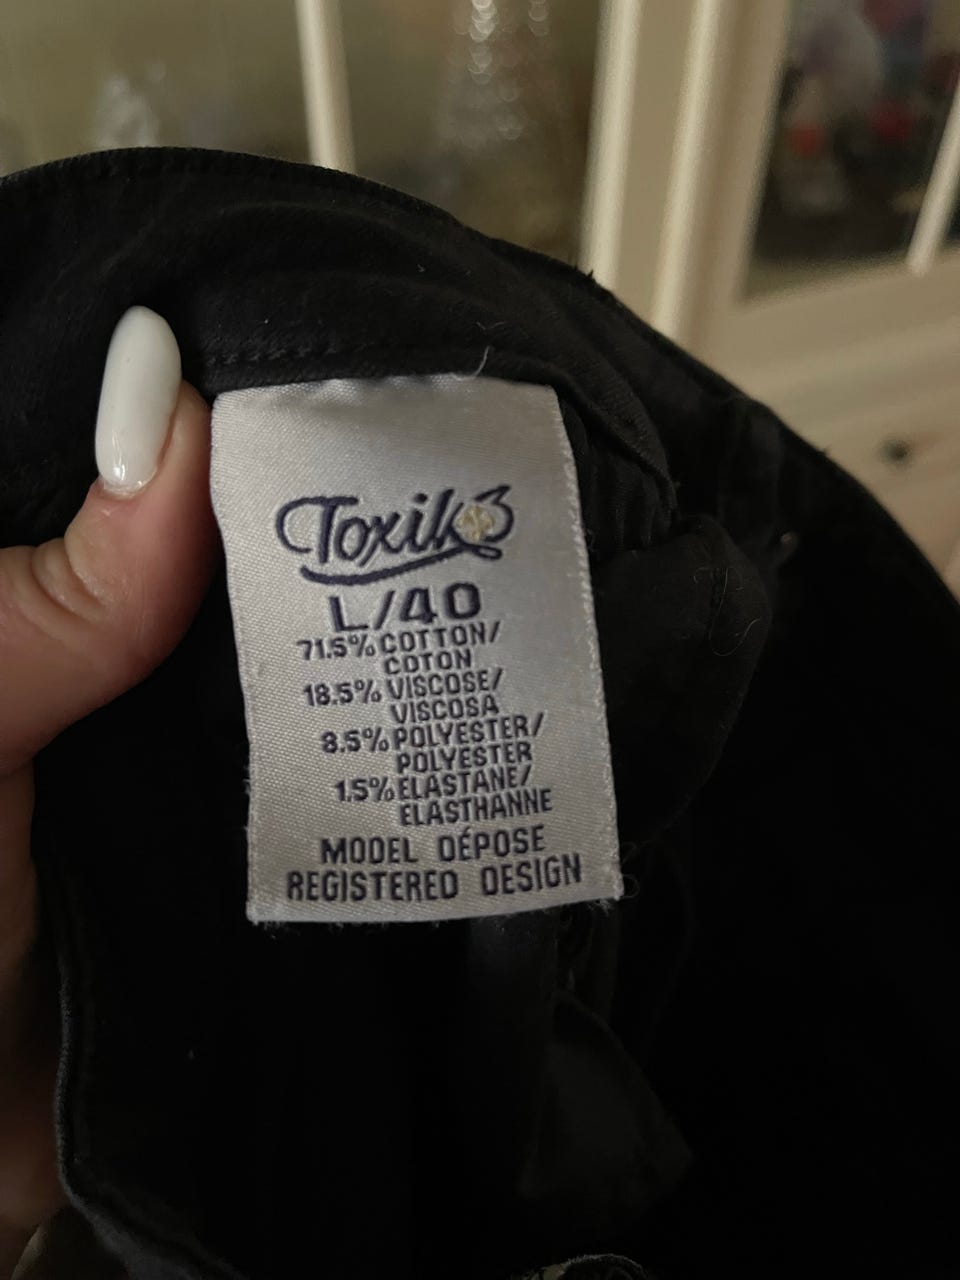 Toxik3
L/40
71.5% COTTON/
COTON
18.5% VISCOSE/
VISCOSA
8.5% POLYESTER/
POLYESTER
1.5% ELASTANE/
ELASTHANNE
MODEL DÉPOSE
REGISTERED DESIGN